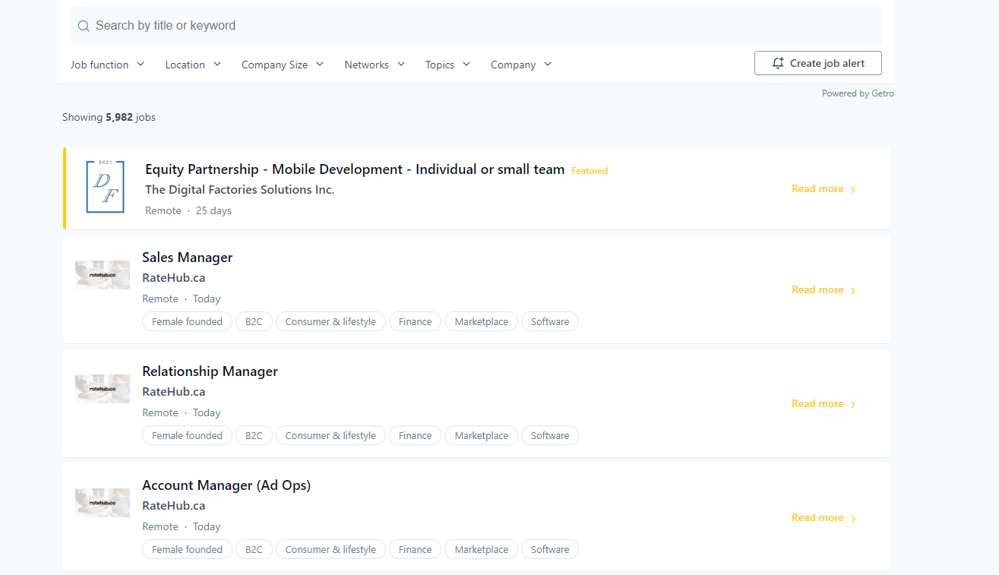 Search by title or keyword
Job function Location Company Size Networks Topics Company Create job alert
Powered by Getro
Showing 5,982 jobs
2021
DF
Equity Partnership - Mobile Development - Individual or small team Featured
The Digital Factories Solutions Inc.
Remote · 25 days
Read more
ratehub.ca
Sales Manager
RateHub.ca
Remote · Today
Female founded B2C Consumer & lifestyle Finance Marketplace Software
Read more
ratehub.ca
Relationship Manager
RateHub.ca
Remote · Today
Female founded B2C Consumer & lifestyle Finance Marketplace Software
Read more
ratehub.ca
Account Manager (Ad Ops)
RateHub.ca
Remote · Today
Female founded B2C Consumer & lifestyle Finance Marketplace Software
Read more